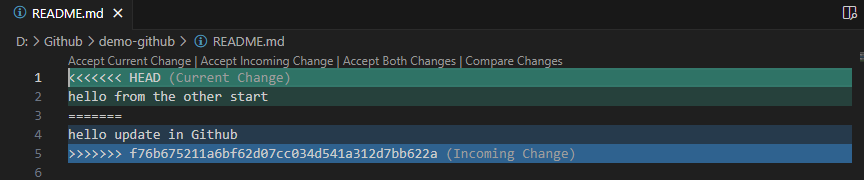 README.md
D: > Github > demo-github > README.md
Accept Current Change | Accept Incoming Change | Accept Both Changes | Compare Changes
1 <<<<<<< HEAD (Current Change)
2 hello from the other start
3 =======
4 hello update in Github
5 >>>>>>> f76b675211a6bf62d07cc034d541a312d7bb622a (Incoming Change)
6